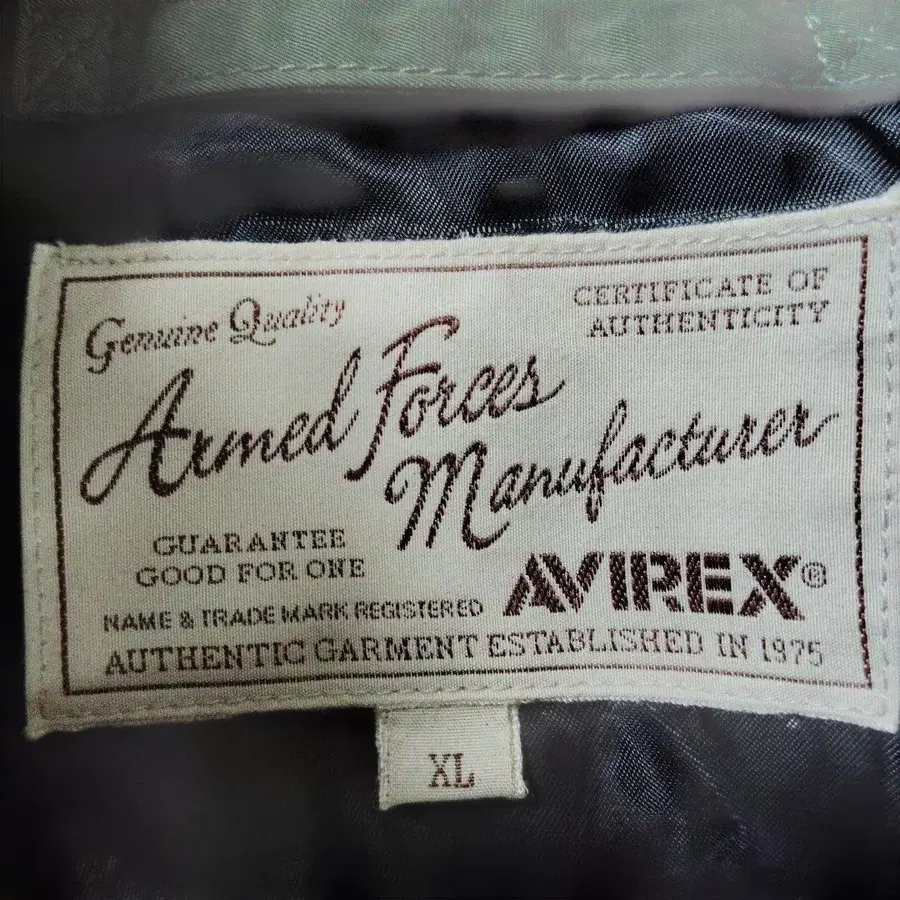 Genuine Quality
CERTIFICATE OF
AUTHENTICITY
Armed Forces
Manufacturer
GUARANTEE
GOOD FOR ONE
AVIREX®
NAME & TRADE MARK REGISTERED
AUTHENTIC GARMENT ESTABLISHED IN 1975
XL